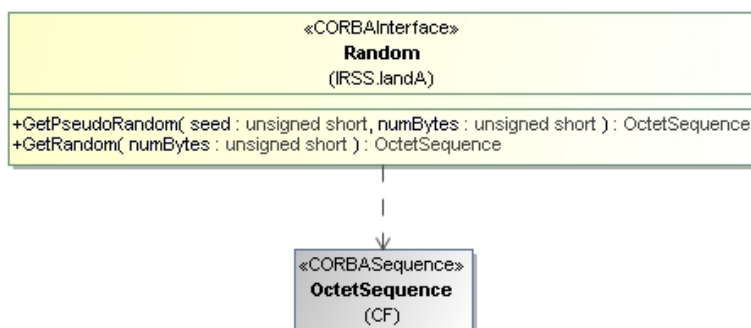 «CORBAInterface»
Random
(IRSS.IandA)
+GetPseudoRandom( seed : unsigned short, numBytes : unsigned short ) : OctetSequence
+GetRandom( numBytes : unsigned short ) : OctetSequence
«CORBASequence»
OctetSequence
(CF)